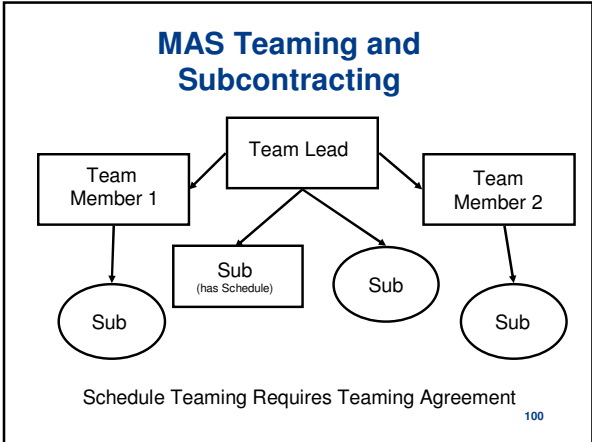 MAS Teaming and
Subcontracting
Team Lead
Team
Member 1
Team
Member 2
Sub
(has Schedule)
Sub
Sub
Sub
Schedule Teaming Requires Teaming Agreement
100